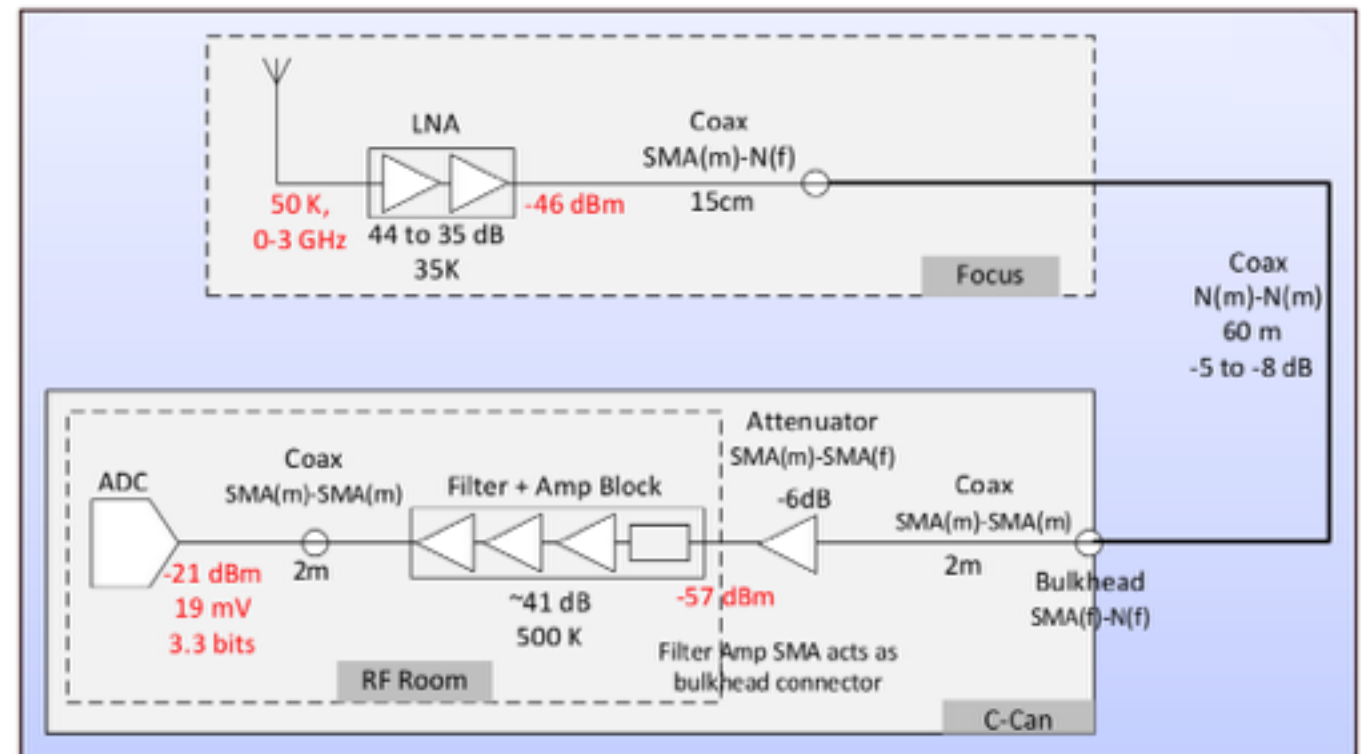 LNA
Coax
SMA(m)-N(f)
15cm
50 K,
0-3 GHz
44 to 35 dB
35K
-46 dBm
Focus
Coax
N(m)-N(m)
60 m
-5 to -8 dB
Attenuator
SMA(m)-SMA(f)
-6dB
Coax
SMA(m)-SMA(m)
2m
Bulkhead
SMA(f)-N(f)
ADC
Coax
SMA(m)-SMA(m)
2m
Filter + Amp Block
~41 dB
500 K
-57 dBm
-21 dBm
19 mV
3.3 bits
Filter Amp SMA acts as
bulkhead connector
RF Room
C-Can